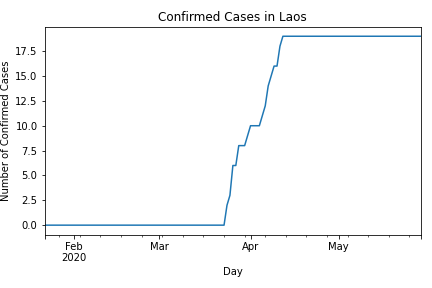 Confirmed Cases in Laos
Number of Confirmed Cases
17.5
15.0
12.5
10.0
7.5
5.0
2.5
0.0
Feb
2020
Mar
Apr
May
Day